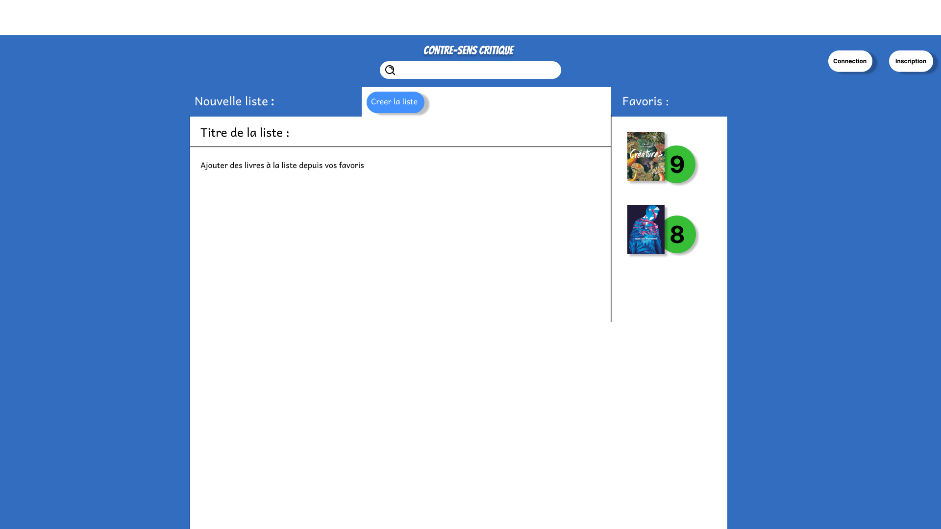 CONTRE-SENS CRITIQUE
Connection
Inscription
Nouvelle liste :
Creer la liste
Favoris :
Titre de la liste :
Ajouter des livres à la liste depuis vos favoris
Créatures
9
8